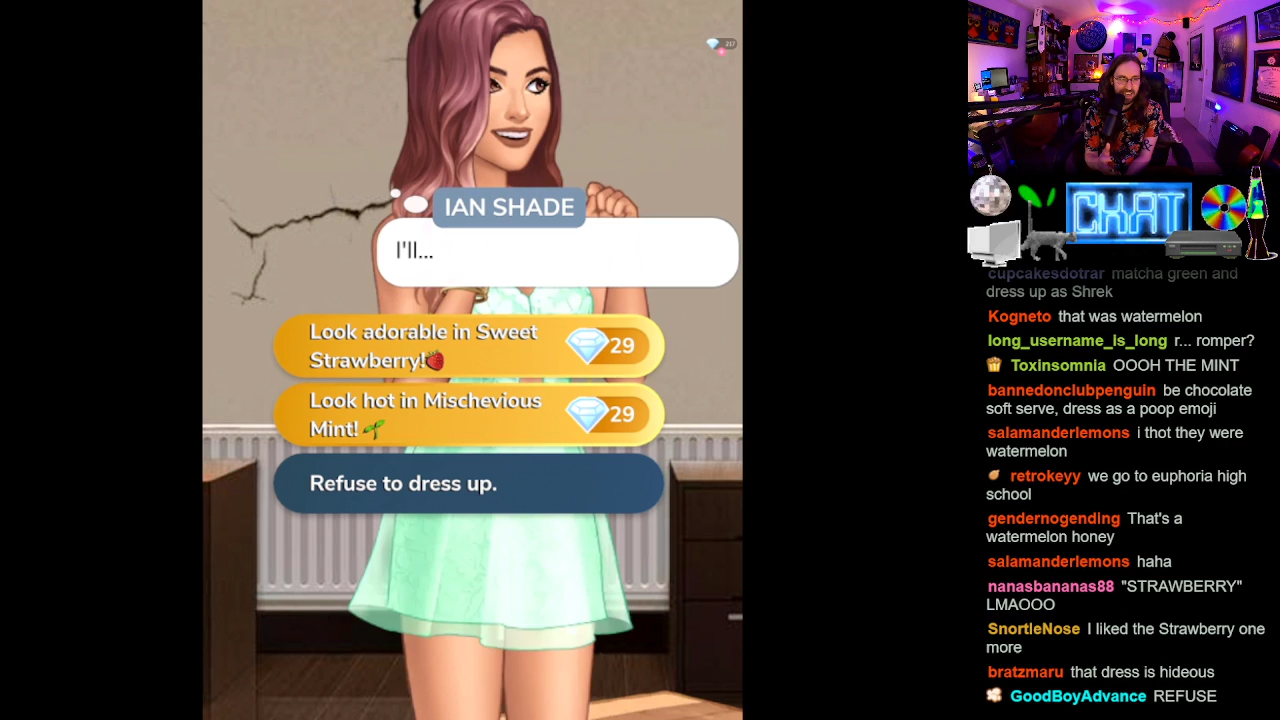 217
IAN SHADE
I'll...
Look adorable in Sweet
Strawberry!🍓
29
Look hot in Mischevious
Mint! 🌱
29
Refuse to dress up.
CHAT
cupcakesdotrar matcha green and
dress up as Shrek
Kogneto that was watermelon
long_username_is_long r... romper?
Toxinsomnia OOOH THE MINT
bannedonclubpenguin be chocolate
soft serve, dress as a poop emoji
salamanderlemons i thot they were
watermelon
retrokeyy we go to euphoria high
school
gendernogending That's a
watermelon honey
salamanderlemons haha
nanasbananas88 "STRAWBERRY"
LMAOOO
SnortleNose I liked the Strawberry one
more
bratzmaru that dress is hideous
GoodBoyAdvance REFUSE